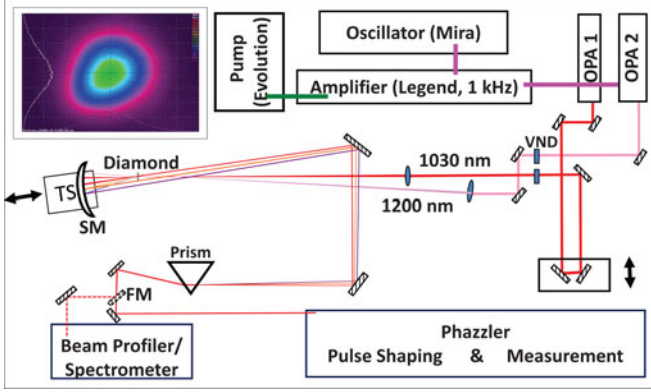 Oscillator (Mira)
Pump
(Evolution)
Amplifier (Legend, 1 kHz)
OPA 1
OPA 2
VND
Diamond
1030 nm
TS
1200 nm
SM
Prism
FM
Beam Profiler/
Spectrometer
Phazzler
Pulse Shaping & Measurement